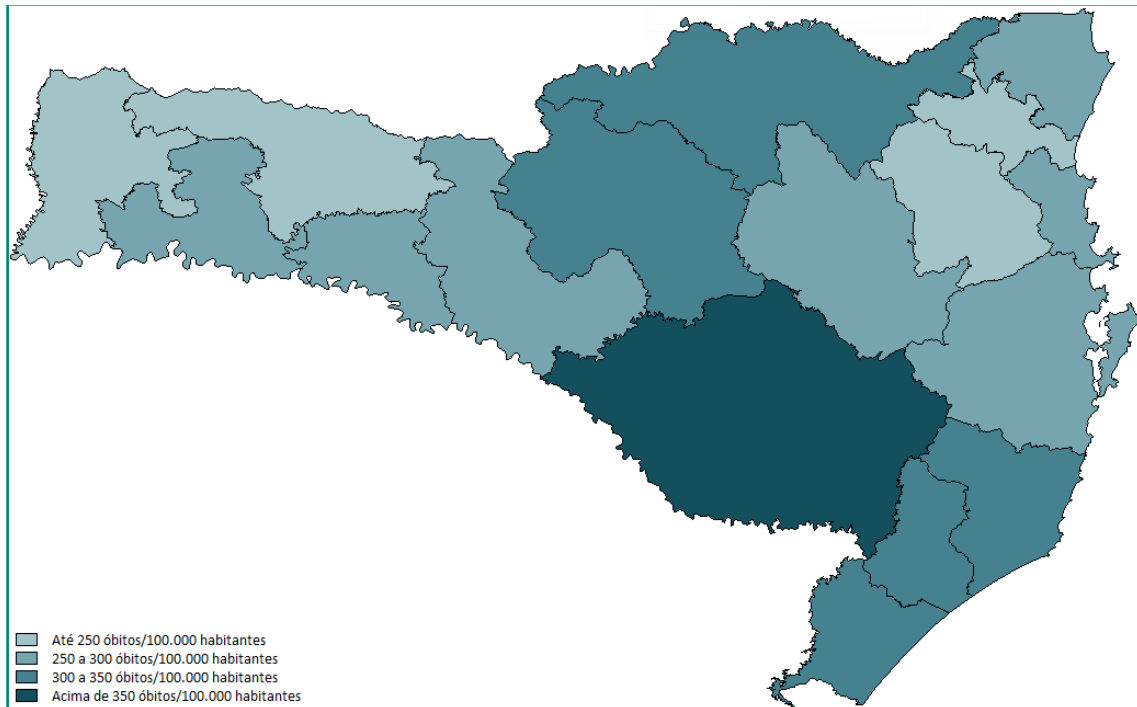 Até 250 óbitos/100.000 habitantes
250 a 300 óbitos/100.000 habitantes
300 a 350 óbitos/100.000 habitantes
Acima de 350 óbitos/100.000 habitantes